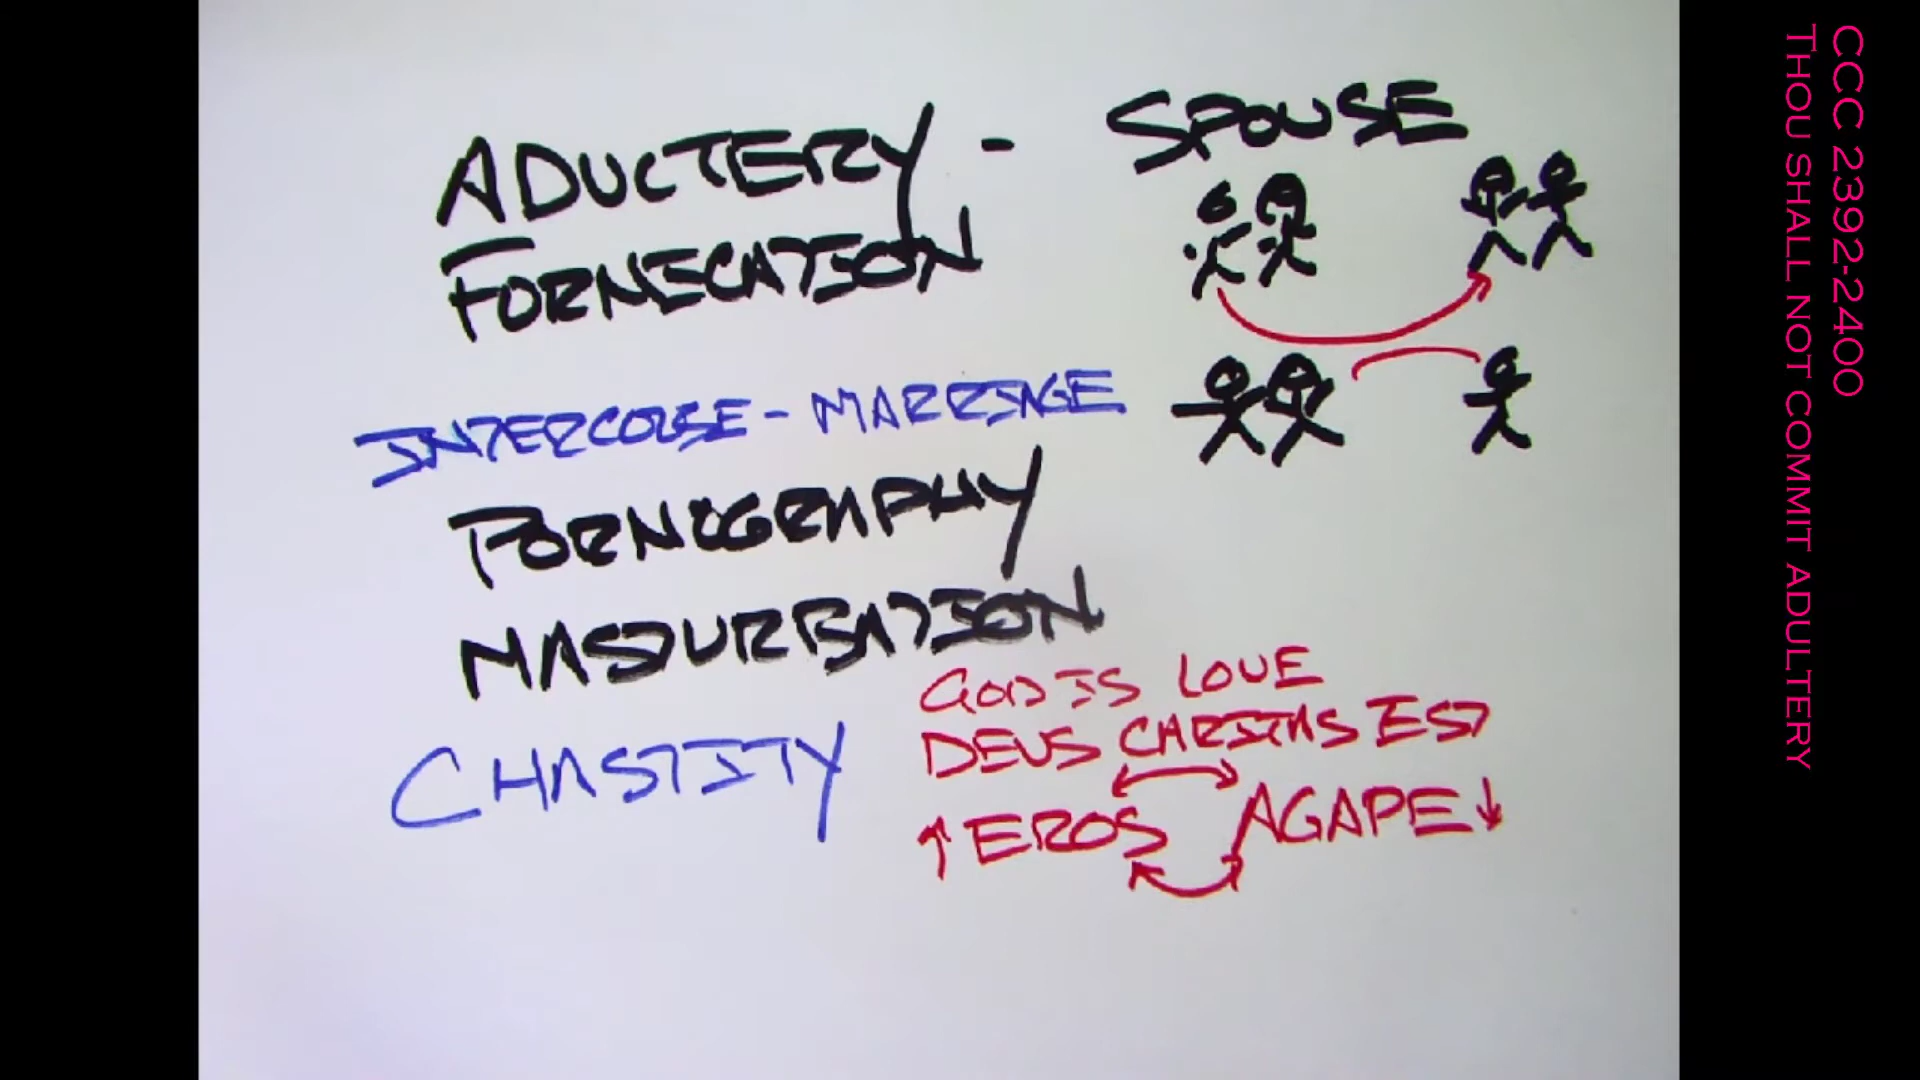 ADULTERY - SPOUSE
FORNICATION
INTERCOUSE - MARRIAGE
PORNOGRAPHY
MASTURBATION
CHASTITY
GOD IS LOVE
DEUS CARITAS EST
EROS AGAPE
CCC 2392-2400
THOU SHALL NOT COMMIT ADULTERY